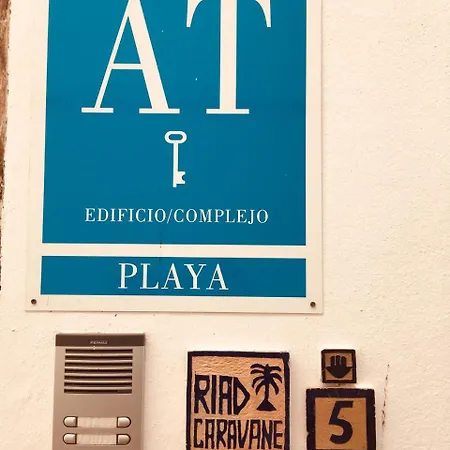 AT
EDIFICIO/COMPLEJO
PLAYA
RIAD
CARAVANE
5